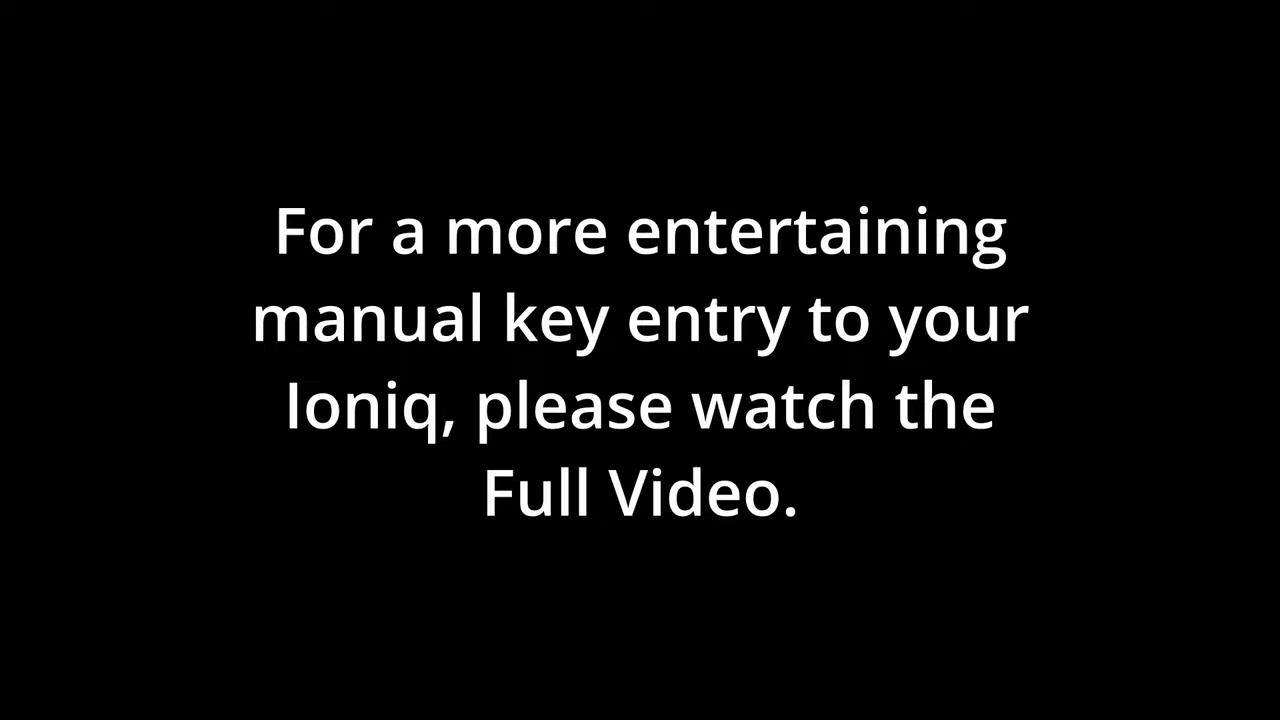 For a more entertaining
manual key entry to your
Ioniq, please watch the
Full Video.